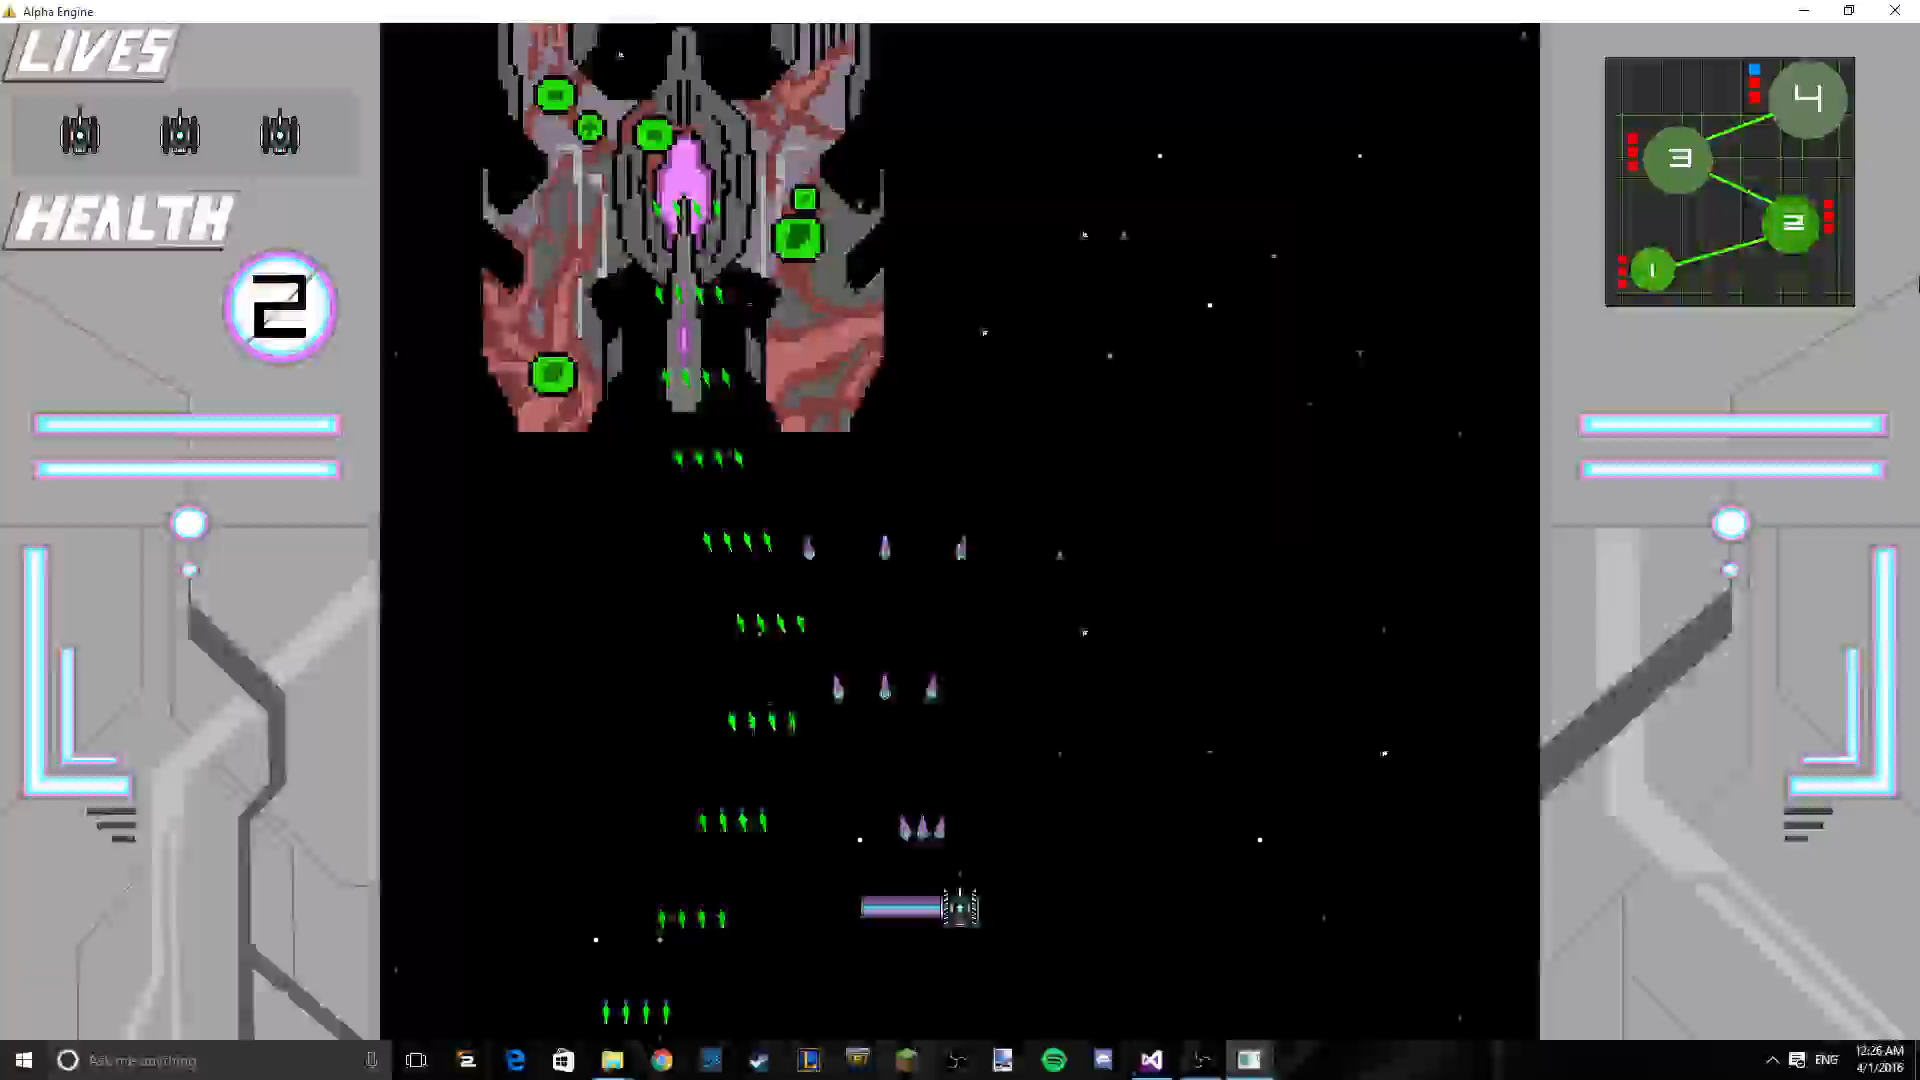 Alpha Engine
LIVES
HEALTH
2
4
3
2
1
Ask me anything
ENG
12:26 AM
4/1/2016